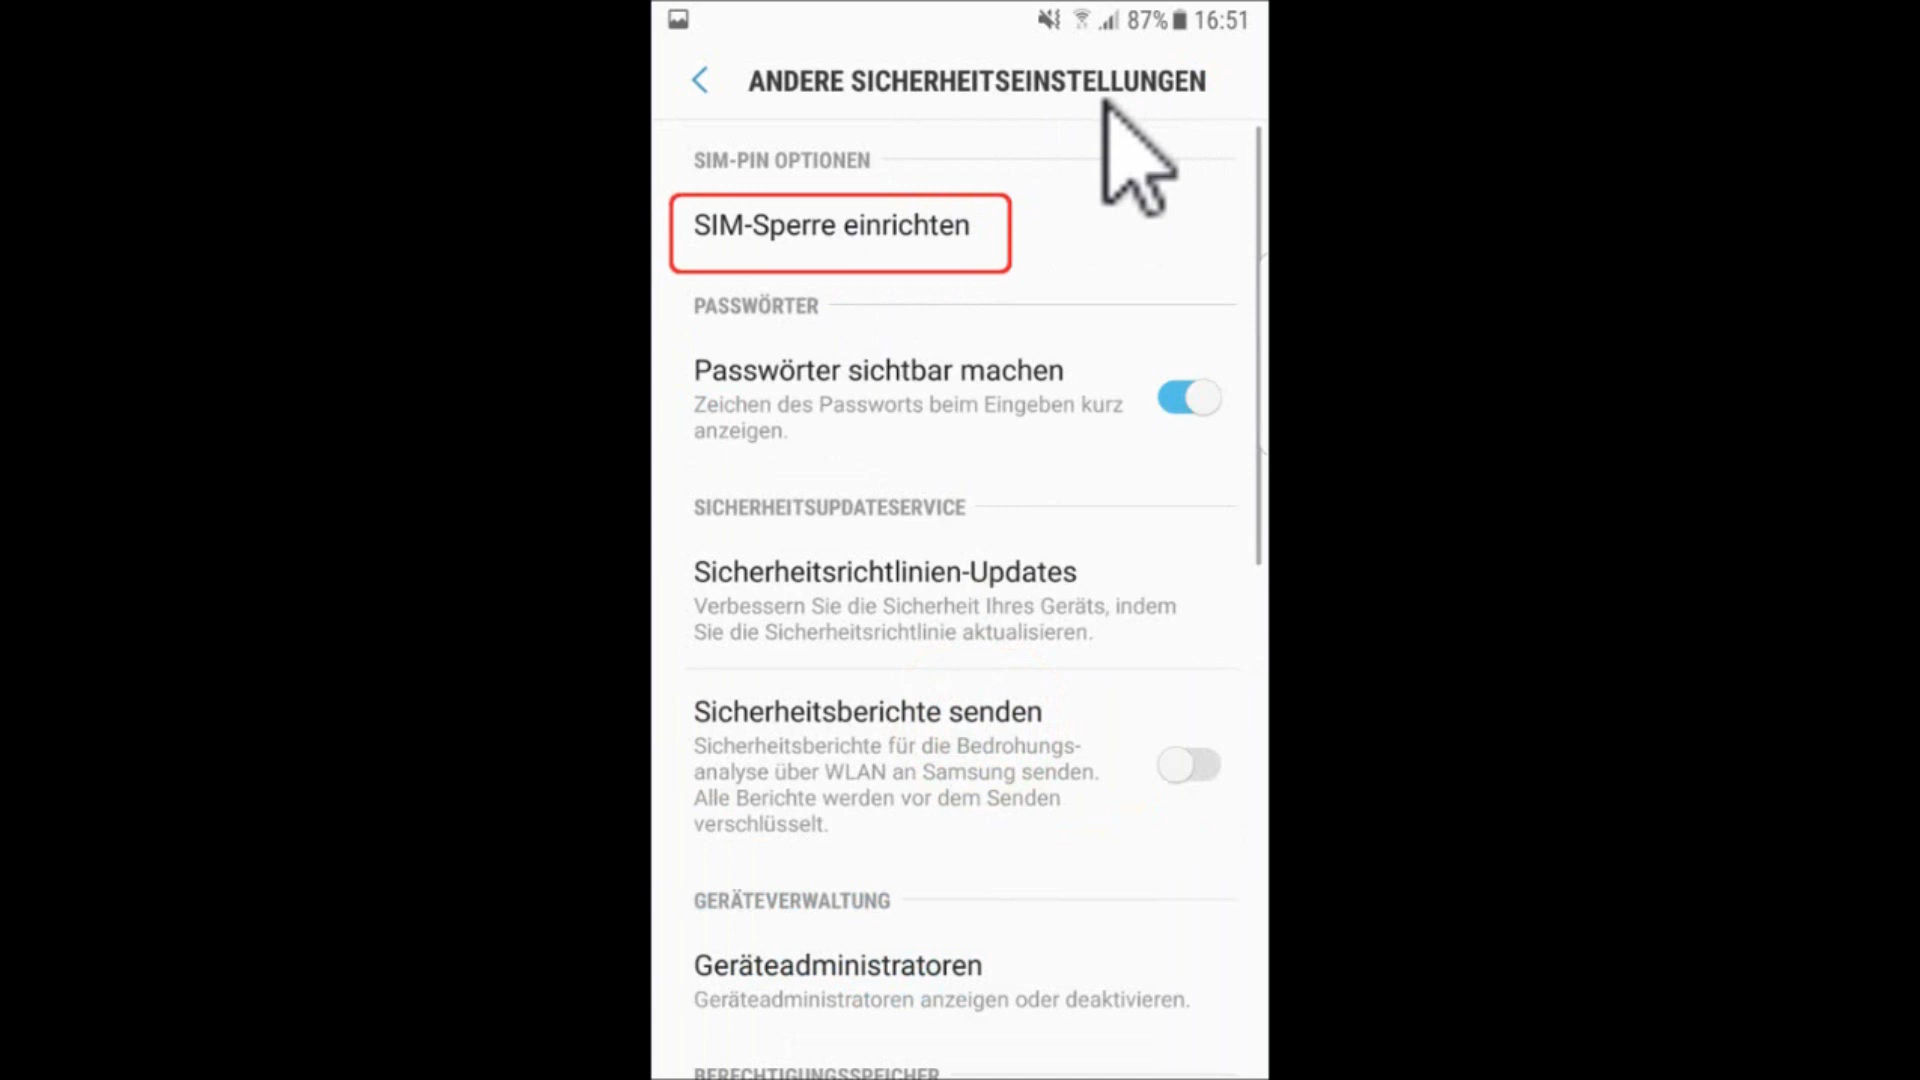 87% 16:51
ANDERE SICHERHEITSEINSTELLUNGEN
SIM-PIN OPTIONEN
SIM-Sperre einrichten
PASSWÖRTER
Passwörter sichtbar machen
Zeichen des Passworts beim Eingeben kurz
anzeigen.
SICHERHEITSUPDATESERVICE
Sicherheitsrichtlinien-Updates
Verbessern Sie die Sicherheit Ihres Geräts, indem
Sie die Sicherheitsrichtlinie aktualisieren.
Sicherheitsberichte senden
Sicherheitsberichte für die Bedrohungs-
analyse über WLAN an Samsung senden.
Alle Berichte werden vor dem Senden
verschlüsselt.
GERÄTEVERWALTUNG
Geräteadministratoren
Geräteadministratoren anzeigen oder deaktivieren.
BERECHTIGUNGSSPEICHER